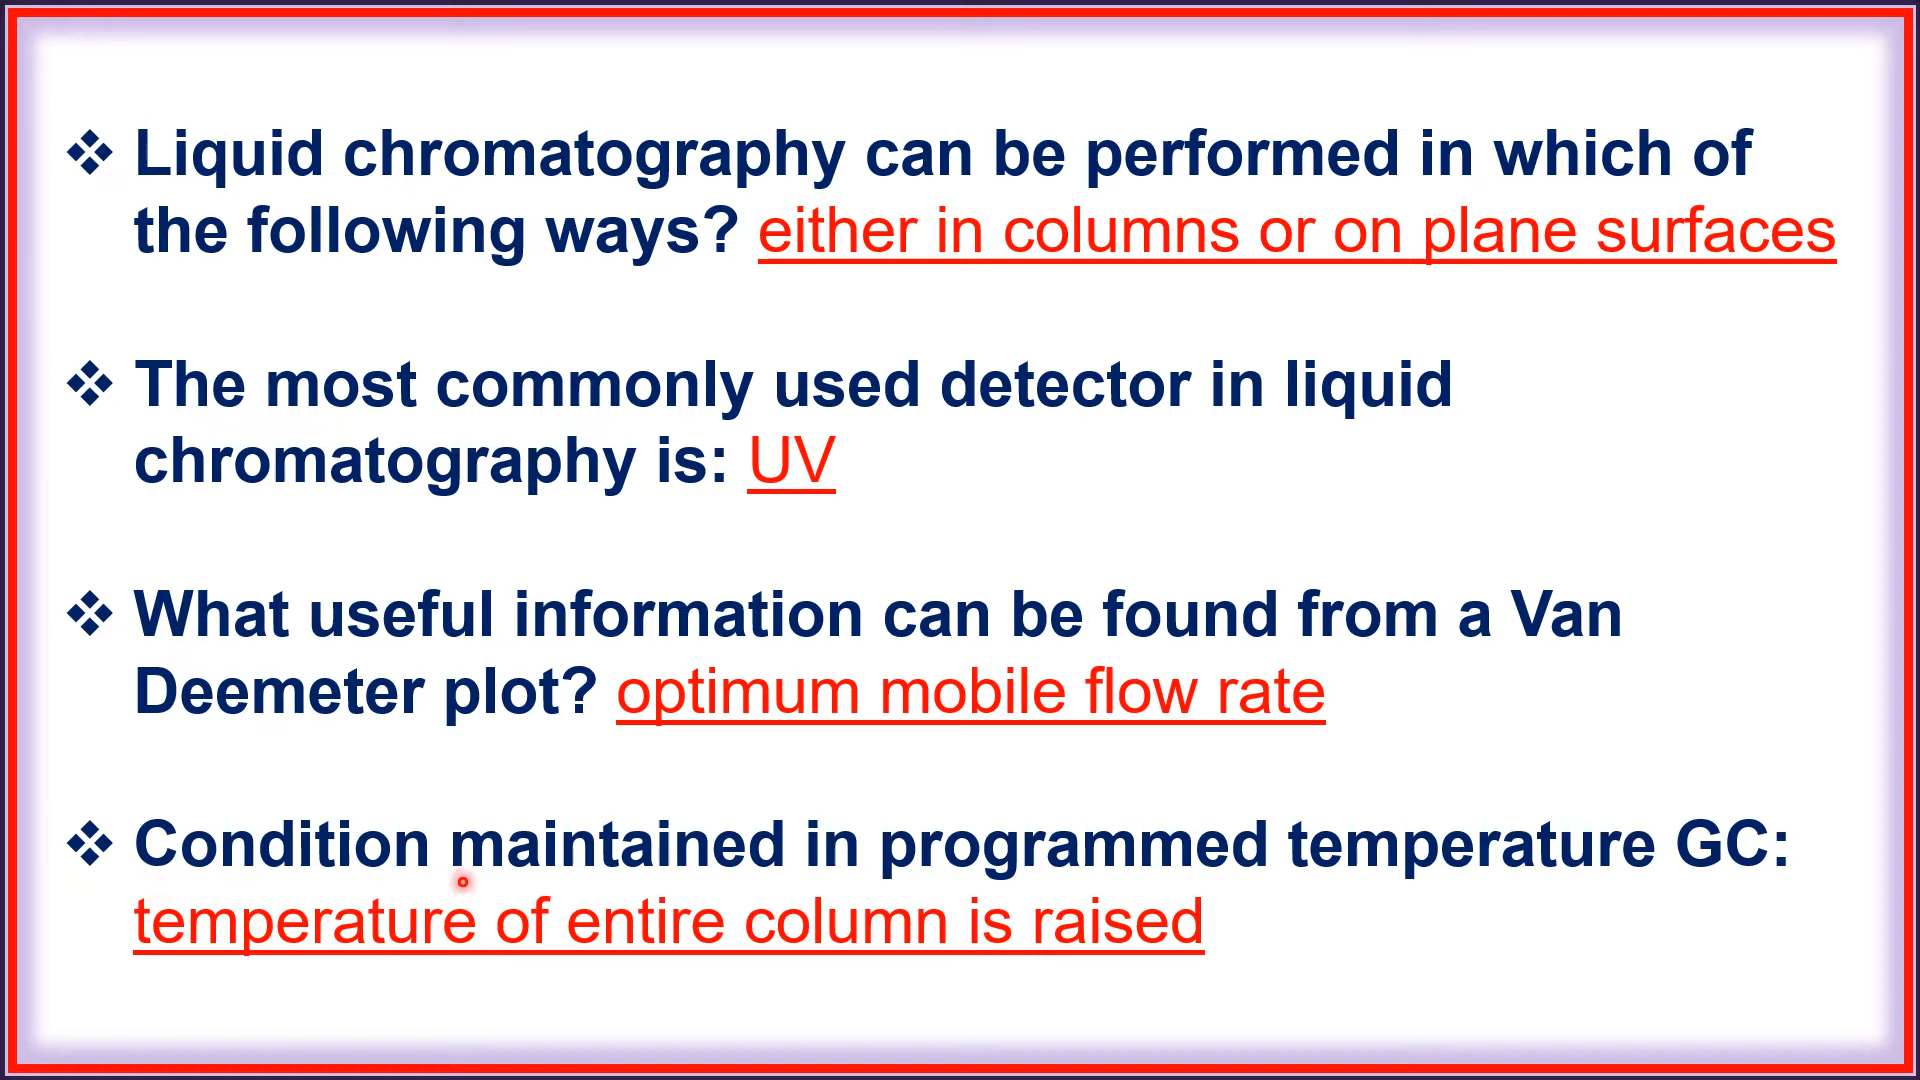 ❖ Liquid chromatography can be performed in which of
the following ways? either in columns or on plane surfaces
❖ The most commonly used detector in liquid
chromatography is: UV
❖ What useful information can be found from a Van
Deemeter plot? optimum mobile flow rate
❖ Condition maintained in programmed temperature GC:
temperature of entire column is raised